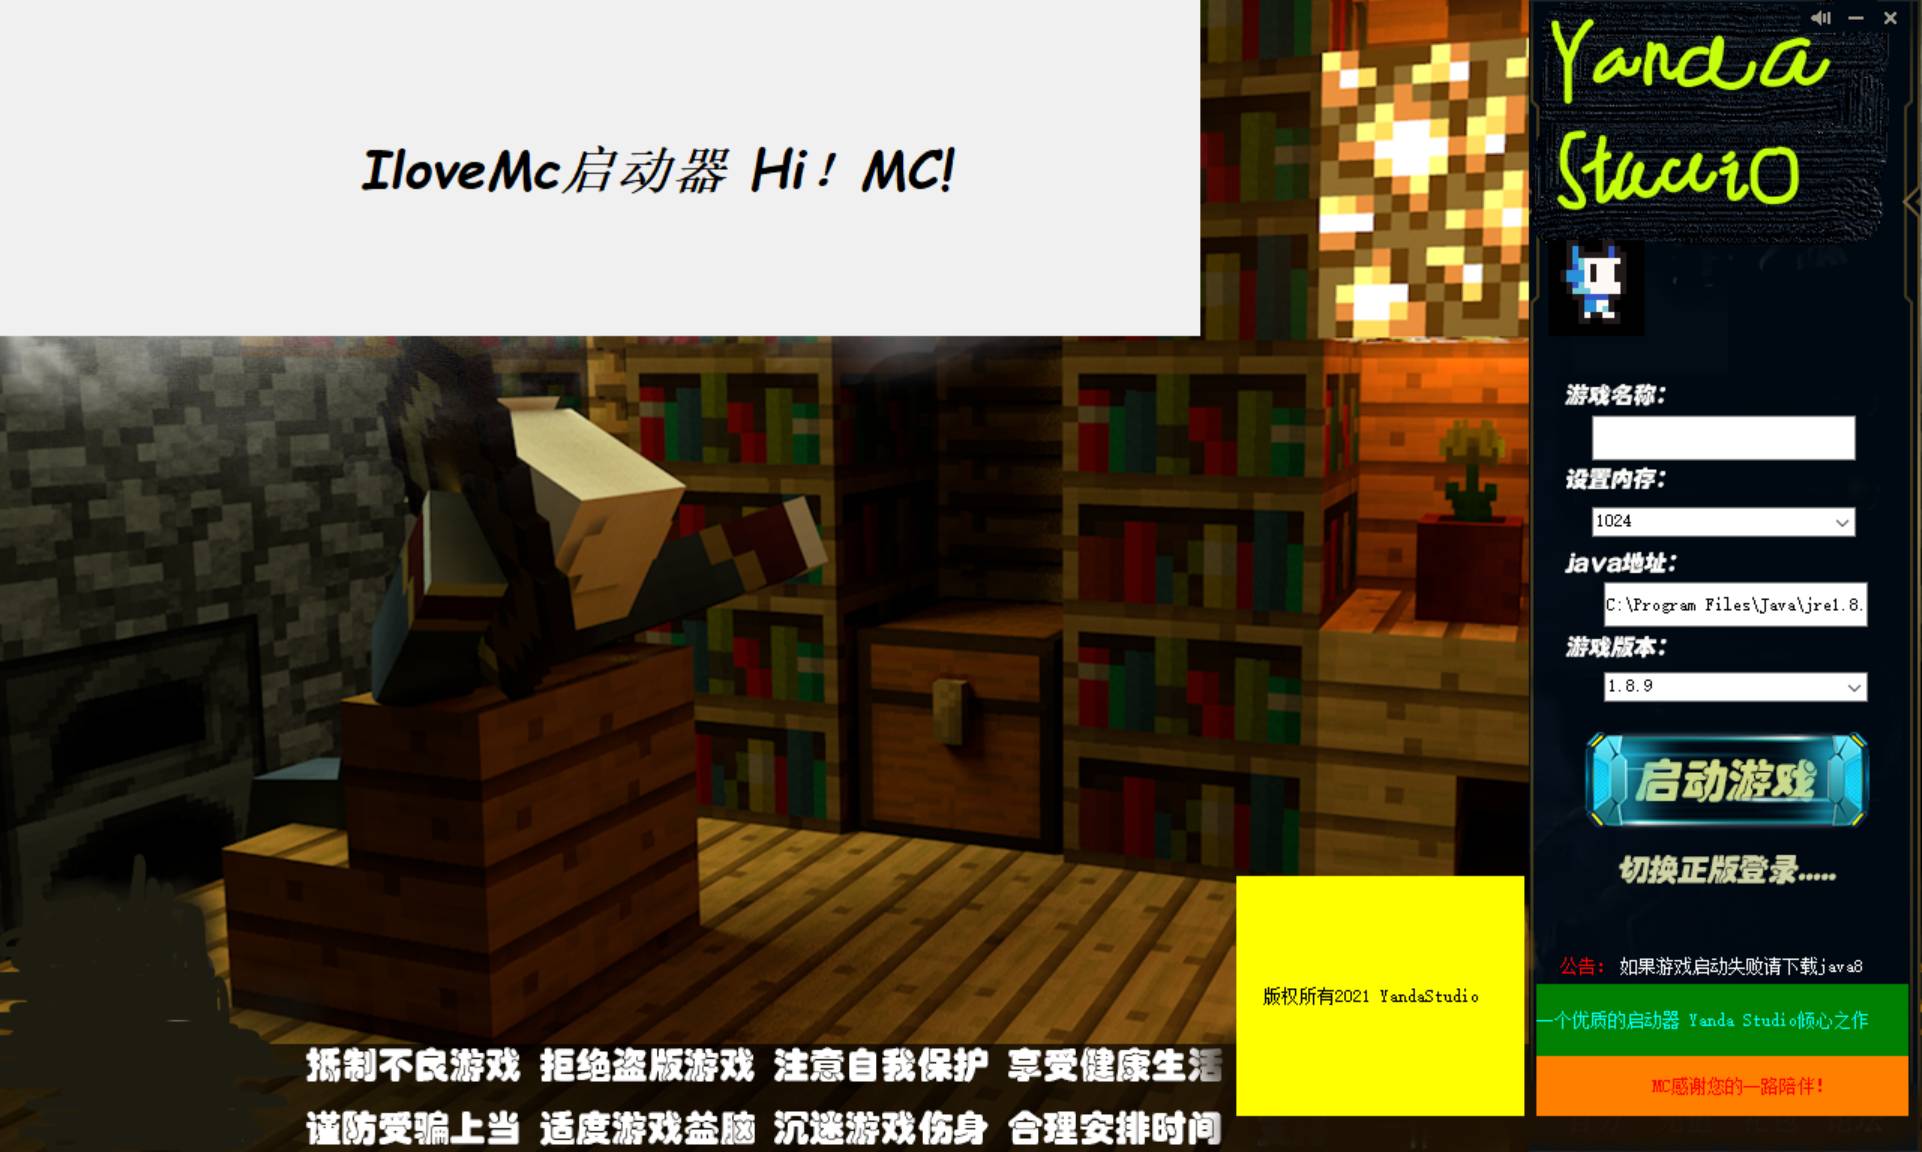 IloveMc启动器 Hi！MC!
Yanda
Studio
游戏名称：
设置内存：
1024
java地址：
C:\Program Files\Java\jre1.8.
游戏版本：
1.8.9
启动游戏
切换正版登录.....
公告： 如果游戏启动失败请下载java8
一个优质的启动器 Yanda Studio倾心之作
MC感谢您的一路陪伴!
版权所有2021 YandaStudio
抵制不良游戏 拒绝盗版游戏 注意自我保护 享受健康生活
谨防受骗上当 适度游戏益脑 沉迷游戏伤身 合理安排时间